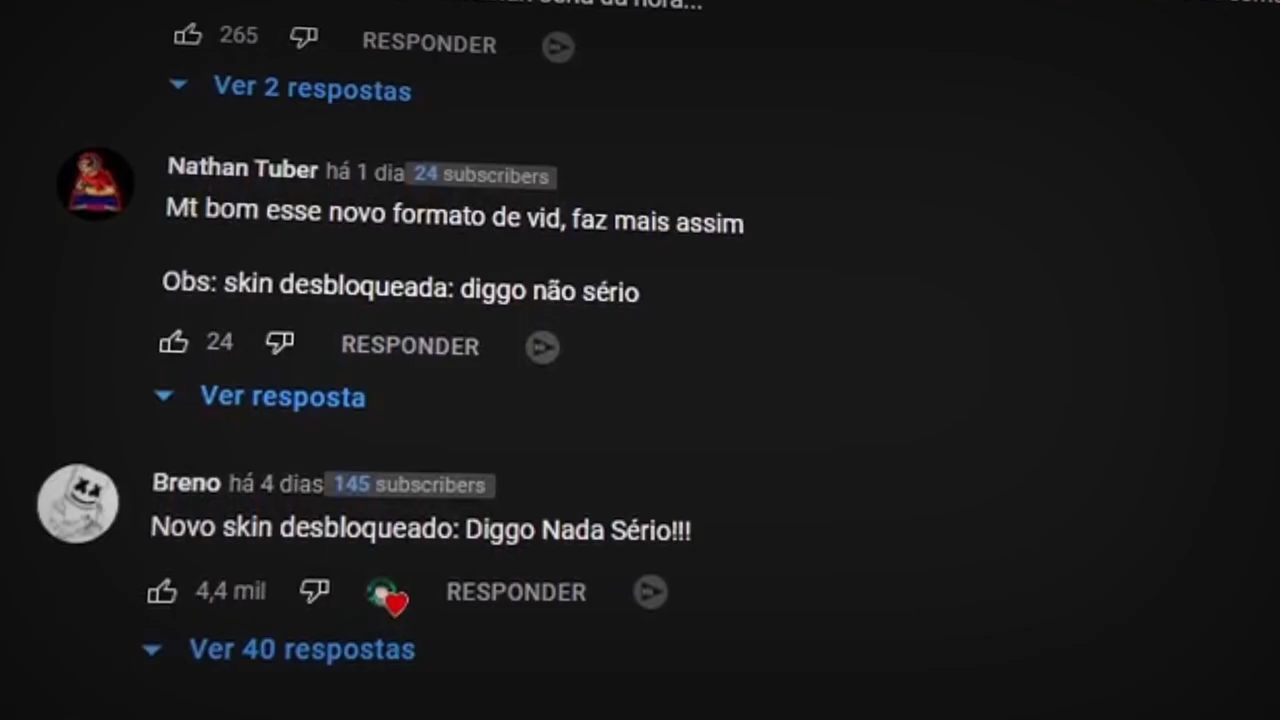 265 RESPONDER
Ver 2 respostas
Nathan Tuber há 1 dia 24 subscribers
Mt bom esse novo formato de vid, faz mais assim
Obs: skin desbloqueada: diggo não sério
24 RESPONDER
Ver resposta
Breno há 4 dias 145 subscribers
Novo skin desbloqueado: Diggo Nada Sério!!!
4,4 mil RESPONDER
Ver 40 respostas